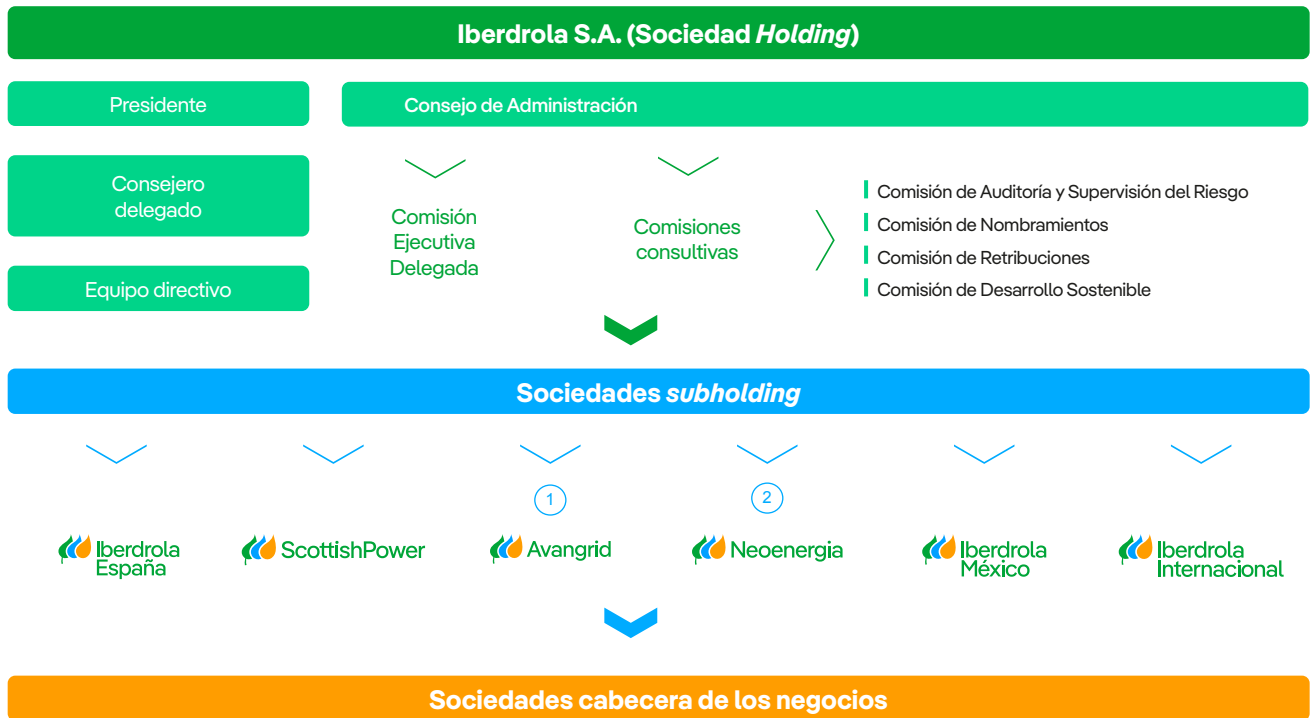 Iberdrola S.A. (Sociedad Holding)
Presidente
Consejo de Administración
Consejero
delegado
Equipo directivo
Comisión
Ejecutiva
Delegada
Comisiones
consultivas
Comisión de Auditoría y Supervisión del Riesgo
Comisión de Nombramientos
Comisión de Retribuciones
Comisión de Desarrollo Sostenible
Sociedades subholding
1
2
Iberdrola
España
ScottishPower
Avangrid
Neoenergia
Iberdrola
México
Iberdrola
Internacional
Sociedades cabecera de los negocios